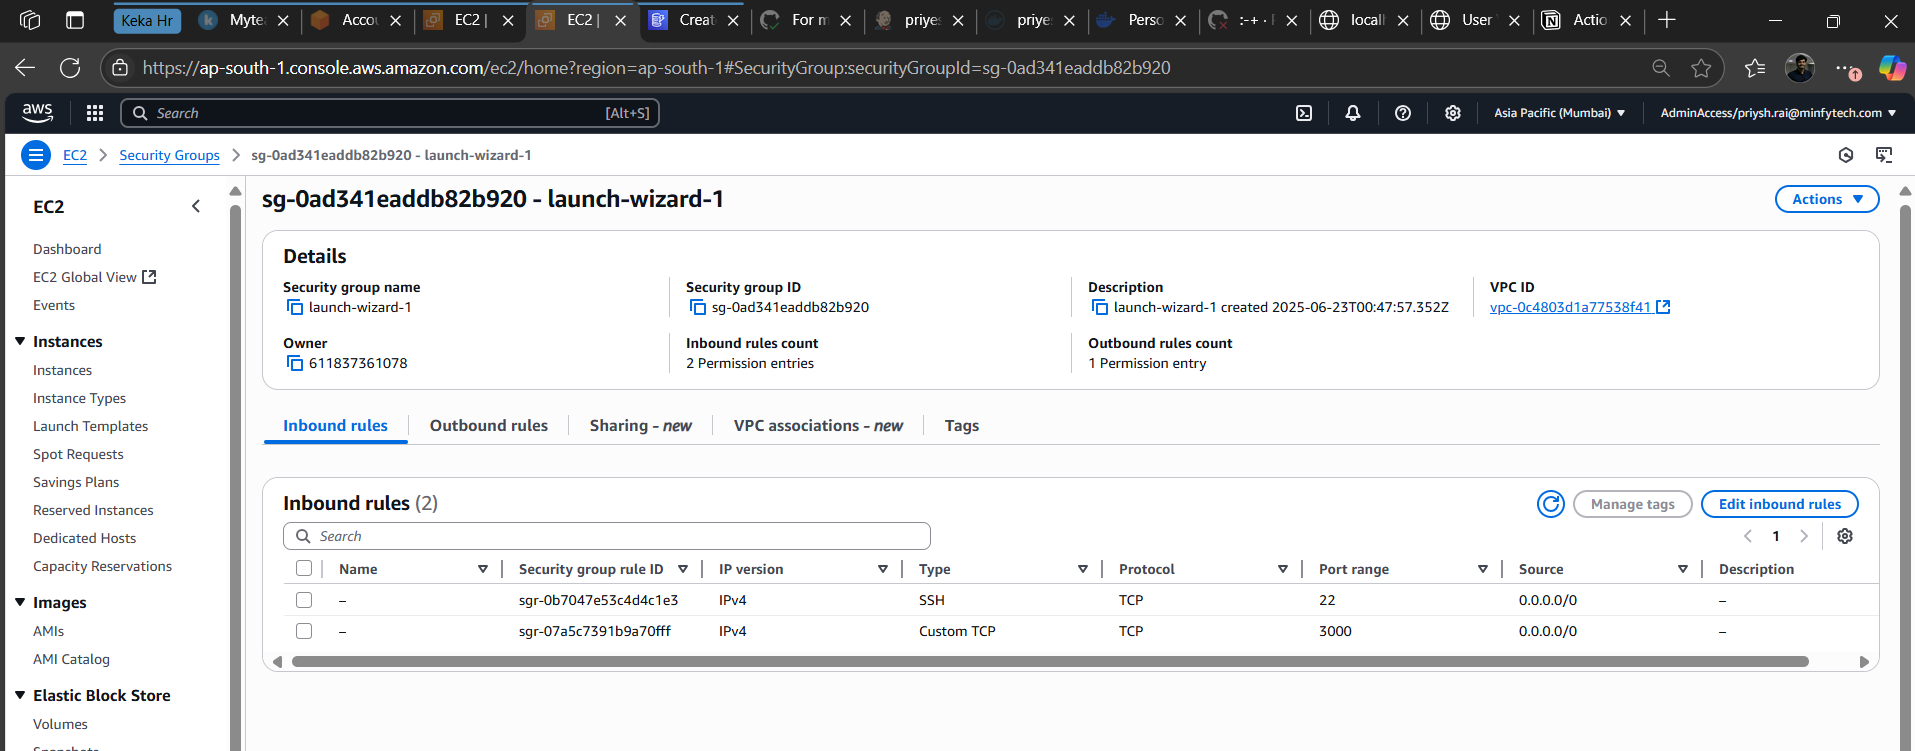 Keka Hr
Mytea
Accou
EC2 |
EC2 |
Create
For m
priyes
priyes
Perso
:-+ · F
locall
User
Actio
https://ap-south-1.console.aws.amazon.com/ec2/home?region=ap-south-1#SecurityGroup:securityGroupId=sg-0ad341eaddb82b920
aws
Search
[Alt+S]
Asia Pacific (Mumbai)
AdminAccess/priysh.rai@minfytech.com
EC2
Security Groups
sg-0ad341eaddb82b920 - launch-wizard-1
EC2
Dashboard
EC2 Global View
Events
Instances
Instances
Instance Types
Launch Templates
Spot Requests
Savings Plans
Reserved Instances
Dedicated Hosts
Capacity Reservations
Images
AMIs
AMI Catalog
Elastic Block Store
Volumes
Snapshots
sg-0ad341eaddb82b920 - launch-wizard-1
Actions
Details
Security group name
launch-wizard-1
Security group ID
sg-0ad341eaddb82b920
Description
launch-wizard-1 created 2025-06-23T00:47:57.352Z
VPC ID
vpc-0c4803d1a77538f41
Owner
611837361078
Inbound rules count
2 Permission entries
Outbound rules count
1 Permission entry
Inbound rules
Outbound rules
Sharing - new
VPC associations - new
Tags
Inbound rules (2)
Manage tags
Edit inbound rules
Search
1
Name Security group rule ID IP version Type Protocol Port range Source Description
– sgr-0b7047e53c4d4c1e3 IPv4 SSH TCP 22 0.0.0.0/0 –
– sgr-07a5c7391b9a70fff IPv4 Custom TCP TCP 3000 0.0.0.0/0 –